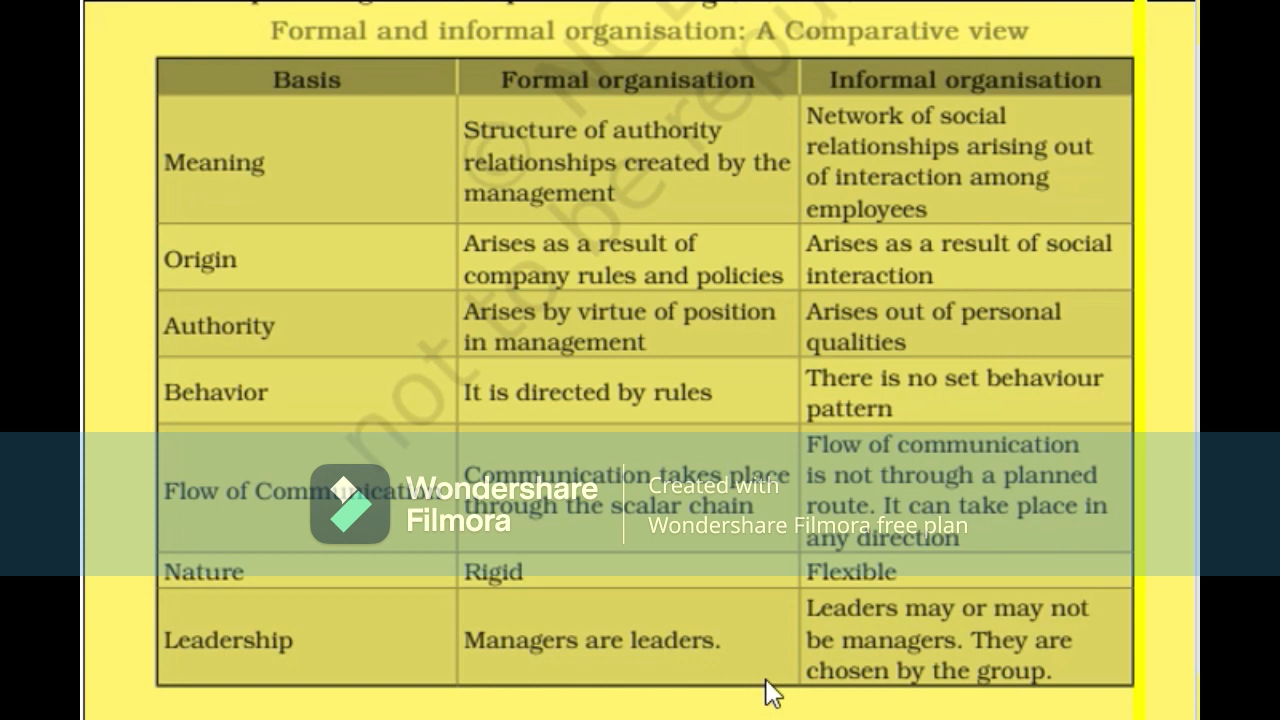 Formal and informal organisation: A Comparative view
Basis
Formal organisation
Informal organisation
Meaning
Structure of authority
relationships created by the
management
Network of social
relationships arising out
of interaction among
employees
Origin
Arises as a result of
company rules and policies
Arises as a result of social
interaction
Authority
Arises by virtue of position
in management
Arises out of personal
qualities
Behavior
It is directed by rules
There is no set behaviour
pattern
Flow of Communication
Communication takes place
through the scalar chain
Flow of communication
is not through a planned
route. It can take place in
any direction
Nature
Rigid
Flexible
Leadership
Managers are leaders.
Leaders may or may not
be managers. They are
chosen by the group.
Wondershare
Filmora
Created with
Wondershare Filmora free plan
not to be repu
© NCE